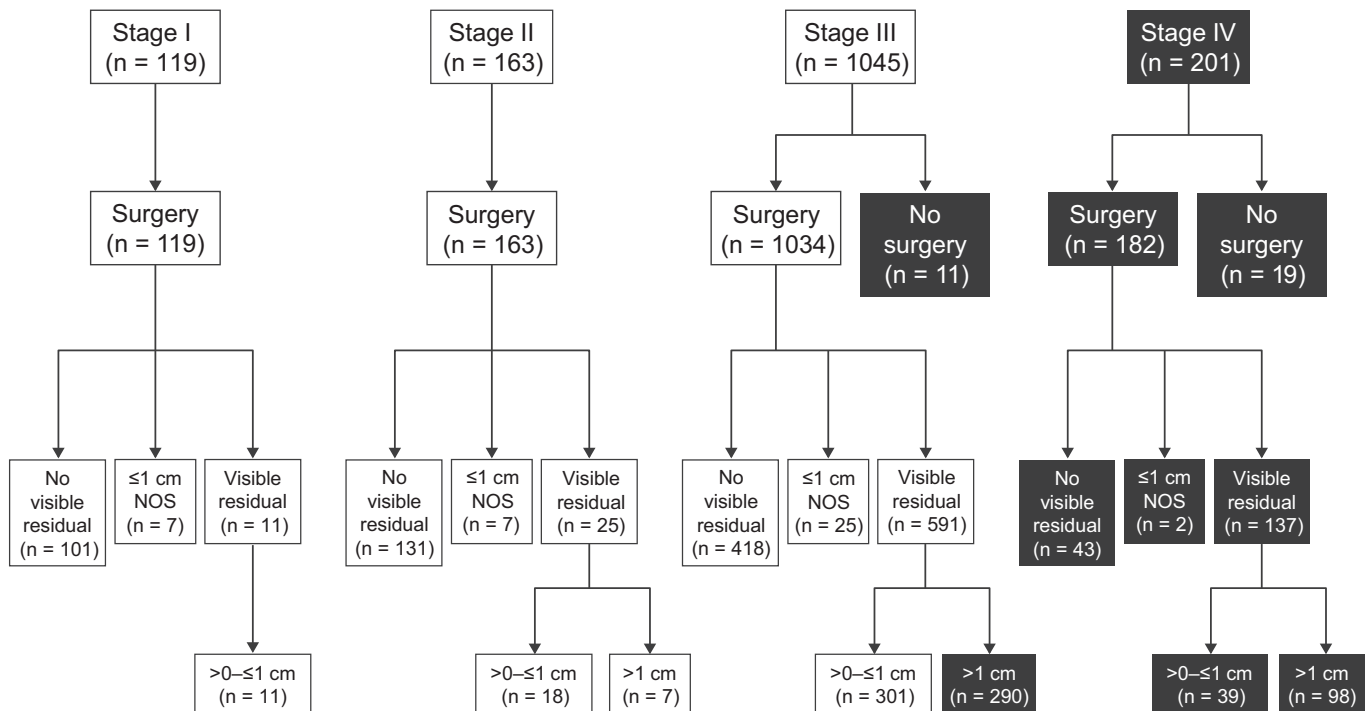 Stage I
(n = 119)
Stage II
(n = 163)
Stage III
(n = 1045)
Stage IV
(n = 201)
Surgery
(n = 119)
Surgery
(n = 163)
Surgery
(n = 1034)
No
surgery
(n = 11)
Surgery
(n = 182)
No
surgery
(n = 19)
No
visible
residual
(n = 101)
≤1 cm
NOS
(n = 7)
Visible
residual
(n = 11)
No
visible
residual
(n = 131)
≤1 cm
NOS
(n = 7)
Visible
residual
(n = 25)
No
visible
residual
(n = 418)
≤1 cm
NOS
(n = 25)
Visible
residual
(n = 591)
No
visible
residual
(n = 43)
≤1 cm
NOS
(n = 2)
Visible
residual
(n = 137)
>0–≤1 cm
(n = 11)
>0–≤1 cm
(n = 18)
>1 cm
(n = 7)
>0–≤1 cm
(n = 301)
>1 cm
(n = 290)
>0–≤1 cm
(n = 39)
>1 cm
(n = 98)